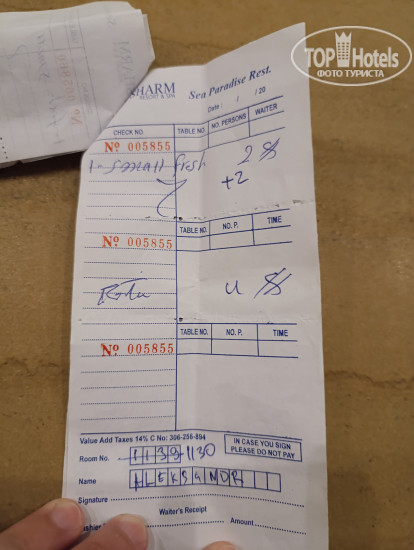 TOP Hotels
ФОТО ТУРИСТА
HARM Sea Paradise Rest.
RESORT & SPA
Date : / / 20
CHECK NO. TABLE NO. NO. PERSONS WAITER
Nº 005855
1- small fresh 2 $
+2
TABLE NO. NO. P. TIME
Nº 005855
4 $
TABLE NO. NO. P. TIME
Nº 005855
Value Add Taxes 14% C No: 306-256-894
IN CASE YOU SIGN
PLEASE DO NOT PAY
Room No. 1139-1130
Name ALEKSANDR
Signature
Waiter's Receipt
Cashier Amount